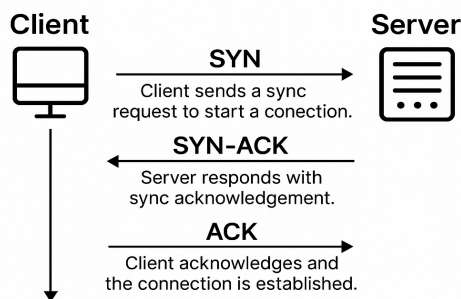 Client
Server
SYN
Client sends a sync
request to start a conection.
SYN-ACK
Server responds with
sync acknowledgement.
ACK
Client acknowledges and
the connection is established.